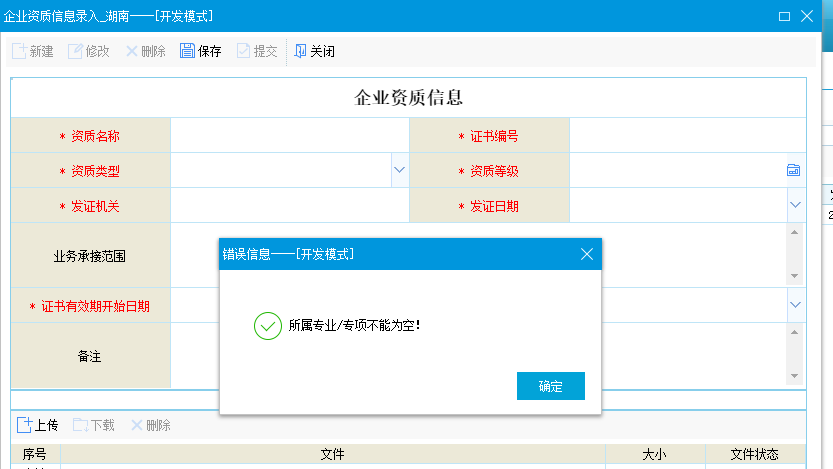 企业资质信息录入_湖南——[开发模式]
新建 修改 删除 保存 提交 关闭
企业资质信息
* 资质名称 * 证书编号
* 资质类型 * 资质等级
* 发证机关 * 发证日期
业务承接范围
错误信息——[开发模式]
* 证书有效期开始日期
所属专业/专项不能为空！
备注
确定
上传 下载 删除
序号 文件 大小 文件状态